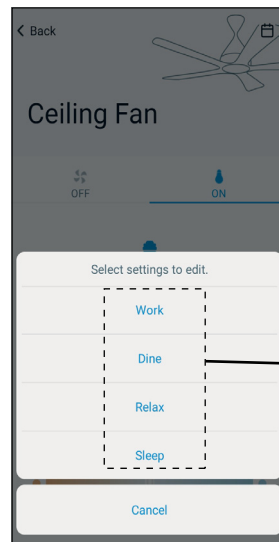 Back
Ceiling Fan
OFF
ON
Select settings to edit.
Work
Dine
Relax
Sleep
Cancel